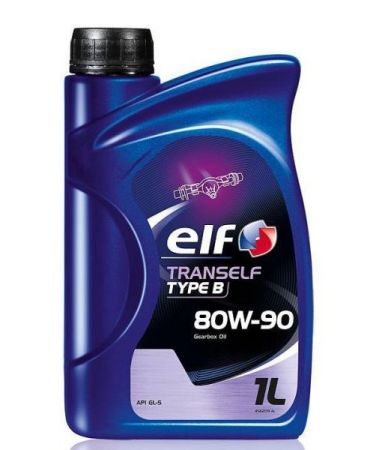 elf
TRANSELF
TYPE B
80W-90
Gearbox Oil
1L
API GL-5